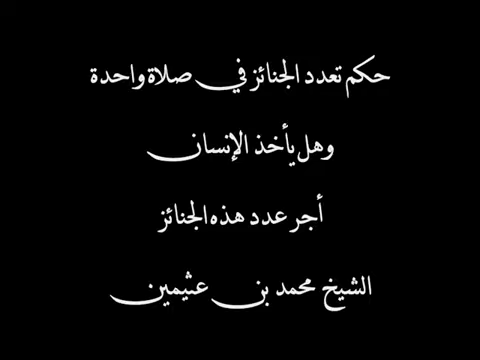 حكم تعدد الجنائز في صلاة واحدة
وهل يأخذ الإنسان
أجر عدد هذه الجنائز
الشيخ محمد بن عثيمين